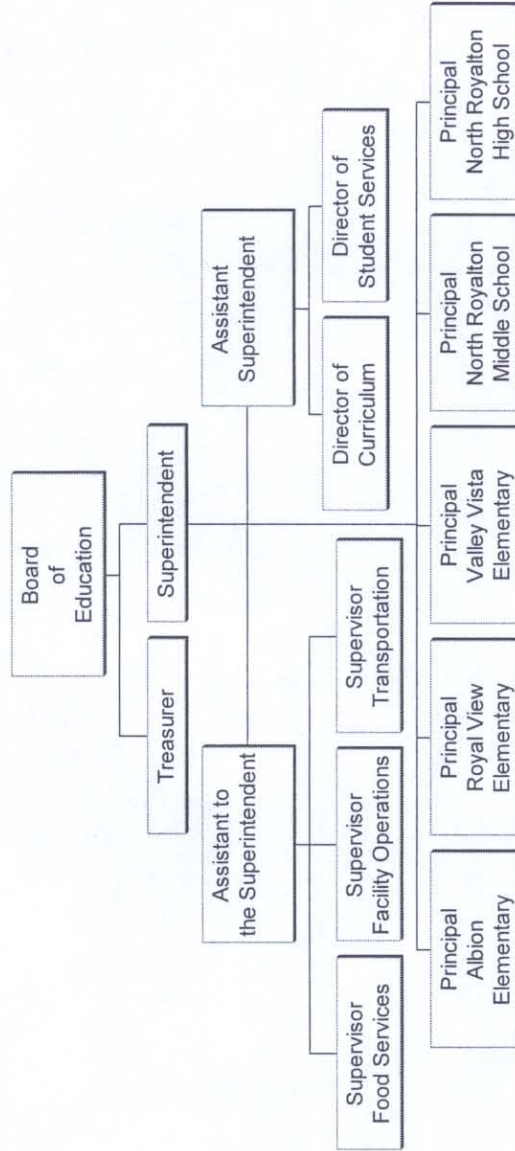 Board
of
Education
Treasurer
Superintendent
Assistant to
the Superintendent
Assistant
Superintendent
Supervisor
Food Services
Supervisor
Facility Operations
Supervisor
Transportation
Director of
Curriculum
Director of
Student Services
Principal
Albion
Elementary
Principal
Royal View
Elementary
Principal
Valley Vista
Elementary
Principal
North Royalton
Middle School
Principal
North Royalton
High School